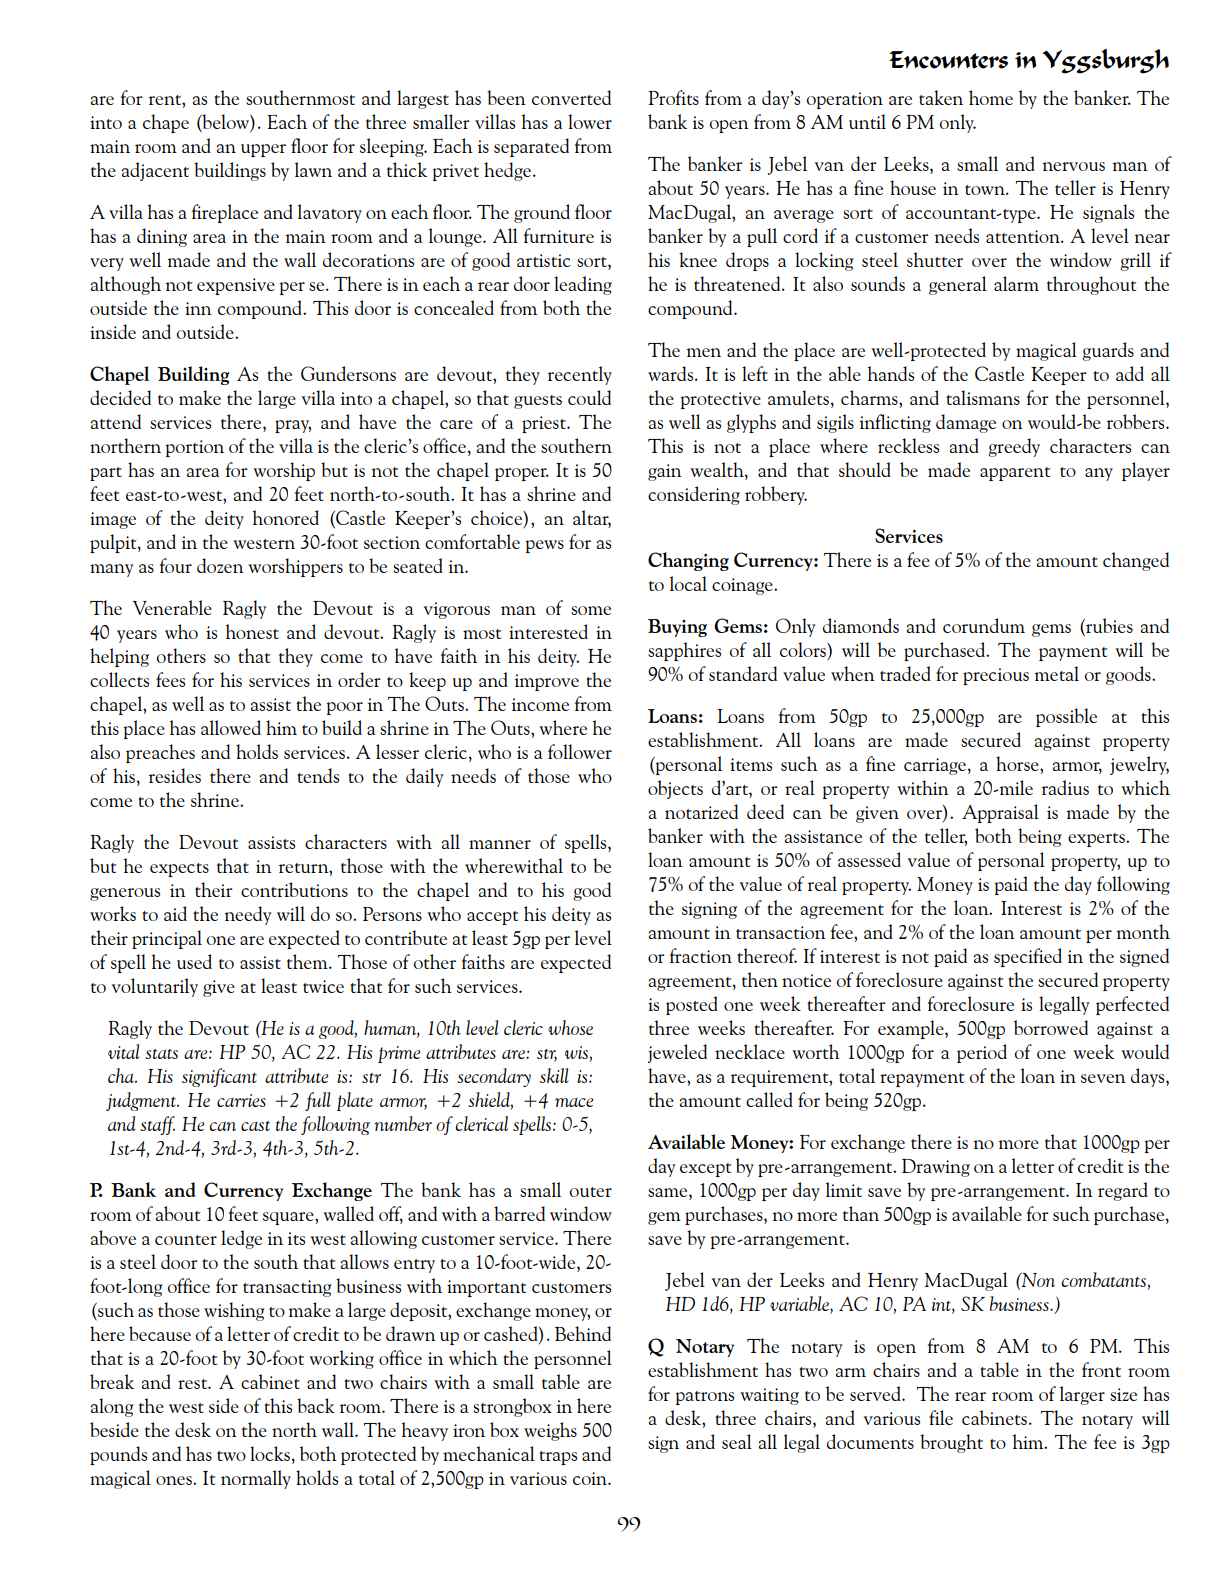 Encounters in Yggsburgh
are for rent, as the southernmost and largest has been converted
into a chape (below). Each of the three smaller villas has a lower
main room and an upper floor for sleeping. Each is separated from
the adjacent buildings by lawn and a thick privet hedge.
A villa has a fireplace and lavatory on each floor. The ground floor
has a dining area in the main room and a lounge. All furniture is
very well made and the wall decorations are of good artistic sort,
although not expensive per se. There is in each a rear door leading
outside the inn compound. This door is concealed from both the
inside and outside.
Chapel Building As the Gundersons are devout, they recently
decided to make the large villa into a chapel, so that guests could
attend services there, pray, and have the care of a priest. The
northern portion of the villa is the cleric's office, and the southern
part has an area for worship but is not the chapel proper. It is 50
feet east-to-west, and 20 feet north-to-south. It has a shrine and
image of the deity honored (Castle Keeper's choice), an altar,
pulpit, and in the western 30-foot section comfortable pews for as
many as four dozen worshippers to be seated in.
The Venerable Ragly the Devout is a vigorous man of some
40 years who is honest and devout. Ragly is most interested in
helping others so that they come to have faith in his deity. He
collects fees for his services in order to keep up and improve the
chapel, as well as to assist the poor in The Outs. The income from
this place has allowed him to build a shrine in The Outs, where he
also preaches and holds services. A lesser cleric, who is a follower
of his, resides there and tends to the daily needs of those who
come to the shrine.
Ragly the Devout assists characters with all manner of spells,
but he expects that in return, those with the wherewithal to be
generous in their contributions to the chapel and to his good
works to aid the needy will do so. Persons who accept his deity as
their principal one are expected to contribute at least 5gp per level
of spell he used to assist them. Those of other faiths are expected
to voluntarily give at least twice that for such services.
Ragly the Devout (He is a good, human, 10th level cleric whose
vital stats are: HP 50, AC 22. His prime attributes are: str, wis,
cha. His significant attribute is: str 16. His secondary skill is:
judgment. He carries +2 full plate armor, +2 shield, +4 mace
and staff. He can cast the following number of clerical spells: 0-5,
1st-4, 2nd-4, 3rd-3, 4th-3, 5th-2.
P. Bank and Currency Exchange The bank has a small outer
room of about 10 feet square, walled off, and with a barred window
above a counter ledge in its west allowing customer service. There
is a steel door to the south that allows entry to a 10-foot-wide, 20-
foot-long office for transacting business with important customers
(such as those wishing to make a large deposit, exchange money, or
here because of a letter of credit to be drawn up or cashed). Behind
that is a 20-foot by 30-foot working office in which the personnel
break and rest. A cabinet and two chairs with a small table are
along the west side of this back room. There is a strongbox in here
beside the desk on the north wall. The heavy iron box weighs 500
pounds and has two locks, both protected by mechanical traps and
magical ones. It normally holds a total of 2,500gp in various coin.
Profits from a day's operation are taken home by the banker. The
bank is open from 8 AM until 6 PM only.
The banker is Jebel van der Leeks, a small and nervous man of
about 50 years. He has a fine house in town. The teller is Henry
MacDugal, an average sort of accountant-type. He signals the
banker by a pull cord if a customer needs attention. A level near
his knee drops a locking steel shutter over the window grill if
he is threatened. It also sounds a general alarm throughout the
compound.
The men and the place are well-protected by magical guards and
wards. It is left in the able hands of the Castle Keeper to add all
the protective amulets, charms, and talismans for the personnel,
as well as glyphs and sigils inflicting damage on would-be robbers.
This is not a place where reckless and greedy characters can
gain wealth, and that should be made apparent to any player
considering robbery.
Services
Changing Currency: There is a fee of 5% of the amount changed
to local coinage.
Buying Gems: Only diamonds and corundum gems (rubies and
sapphires of all colors) will be purchased. The payment will be
90% of standard value when traded for precious metal or goods.
Loans: Loans from 50gp to 25,000gp are possible at this
establishment. All loans are made secured against property
(personal items such as a fine carriage, a horse, armor, jewelry,
objects d'art, or real property within a 20-mile radius to which
a notarized deed can be given over). Appraisal is made by the
banker with the assistance of the teller, both being experts. The
loan amount is 50% of assessed value of personal property, up to
75% of the value of real property. Money is paid the day following
the signing of the agreement for the loan. Interest is 2% of the
amount in transaction fee, and 2% of the loan amount per month
or fraction thereof. If interest is not paid as specified in the signed
agreement, then notice of foreclosure against the secured property
is posted one week thereafter and foreclosure is legally perfected
three weeks thereafter. For example, 500gp borrowed against a
jeweled necklace worth 1000gp for a period of one week would
have, as a requirement, total repayment of the loan in seven days,
the amount called for being 520gp.
Available Money: For exchange there is no more that 1000gp per
day except by pre-arrangement. Drawing on a letter of credit is the
same, 1000gp per day limit save by pre-arrangement. In regard to
gem purchases, no more than 500gp is available for such purchase,
save by pre-arrangement.
Jebel van der Leeks and Henry MacDugal (Non combatants,
HD 1d6, HP variable, AC 10, PA int, SK business.)
Q Notary The notary is open from 8 AM to 6 PM. This
establishment has two arm chairs and a table in the front room
for patrons waiting to be served. The rear room of larger size has
a desk, three chairs, and various file cabinets. The notary will
sign and seal all legal documents brought to him. The fee is 3gp
99